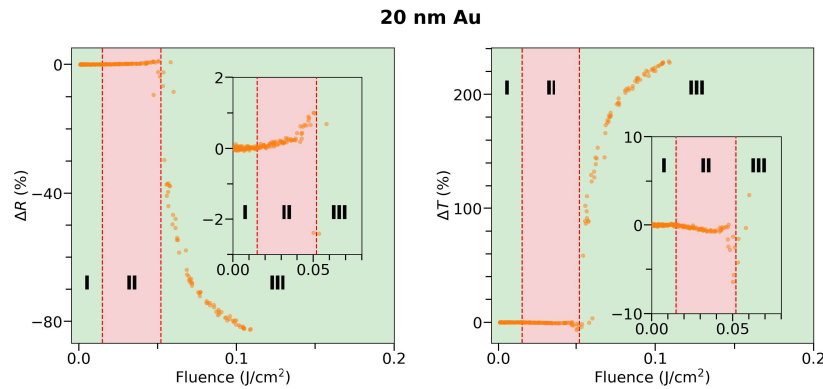 20 nm Au
0
−40
−80
ΔR (%)
0.0
0.1
0.2
Fluence (J/cm²)
I
II
III
2
0
−2
0.00
0.05
I
II
III
200
100
0
ΔT (%)
0.0
0.1
0.2
Fluence (J/cm²)
I
II
III
10
0
−10
0.00
0.05
I
II
III